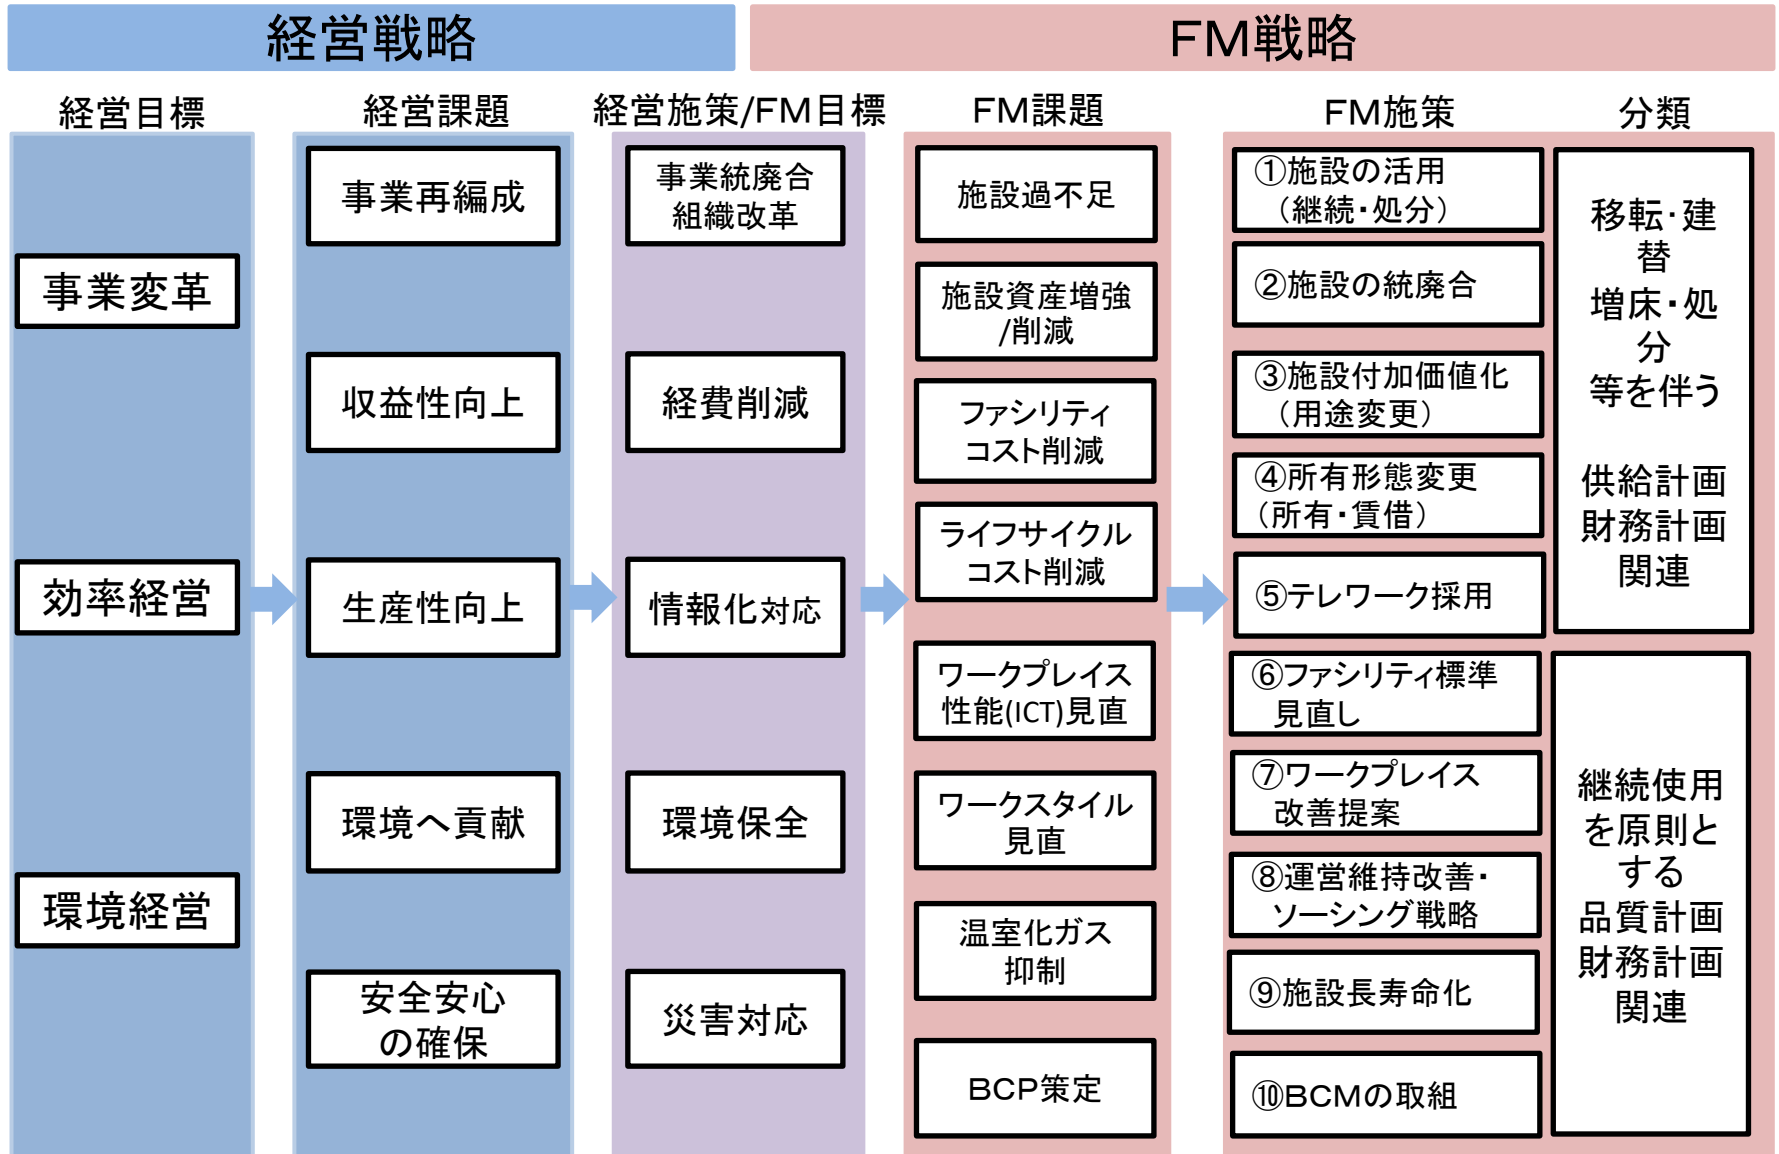 経営戦略
FM戦略
経営目標
経営課題
経営施策/FM目標
FM課題
FM施策
分類
事業変革
効率経営
環境経営
事業再編成
収益性向上
生産性向上
環境へ貢献
安全安心
の確保
事業統廃合
組織改革
経費削減
情報化対応
環境保全
災害対応
施設過不足
施設資産増強
/削減
ファシリティ
コスト削減
ライフサイクル
コスト削減
ワークプレイス
性能(ICT)見直
ワークスタイル
見直
温室化ガス
抑制
BCP策定
①施設の活用
（継続・処分）
②施設の統廃合
③施設付加価値化
（用途変更）
④所有形態変更
（所有・賃借）
⑤テレワーク採用
⑥ファシリティ標準
見直し
⑦ワークプレイス
改善提案
⑧運営維持改善・
ソーシング戦略
⑨施設長寿命化
⑩BCMの取組
移転・建
替
増床・処
分
等を伴う
供給計画
財務計画
関連
継続使用
を原則と
する
品質計画
財務計画
関連